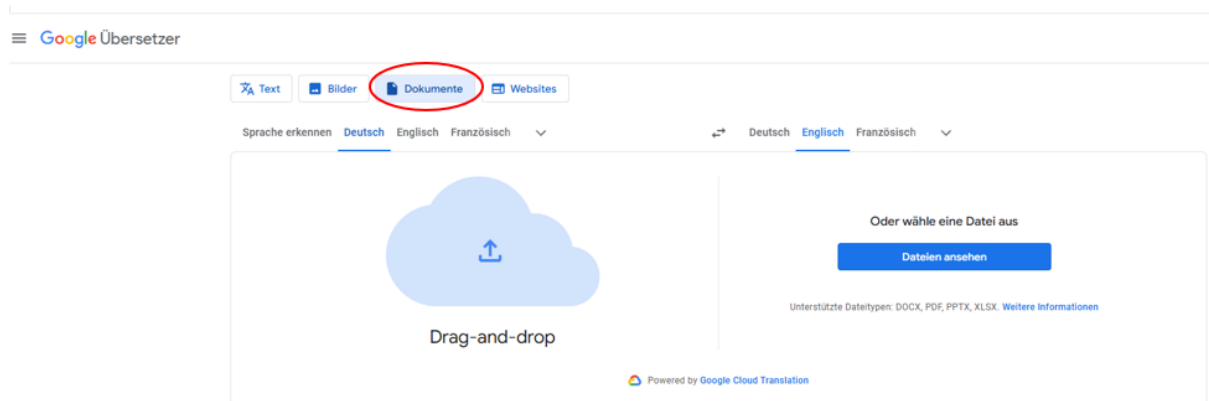 Google Übersetzer
Text Bilder Dokumente Websites
Sprache erkennen Deutsch Englisch Französisch Deutsch Englisch Französisch
Oder wähle eine Datei aus
Dateien ansehen
Unterstützte Dateitypen: DOCX, PDF, PPTX, XLSX. Weitere Informationen
Drag-and-drop
Powered by Google Cloud Translation